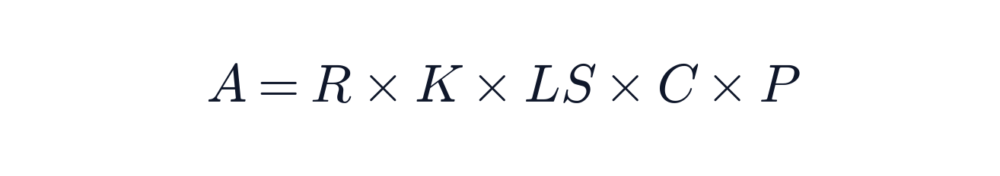 A = R × K × LS × C × P